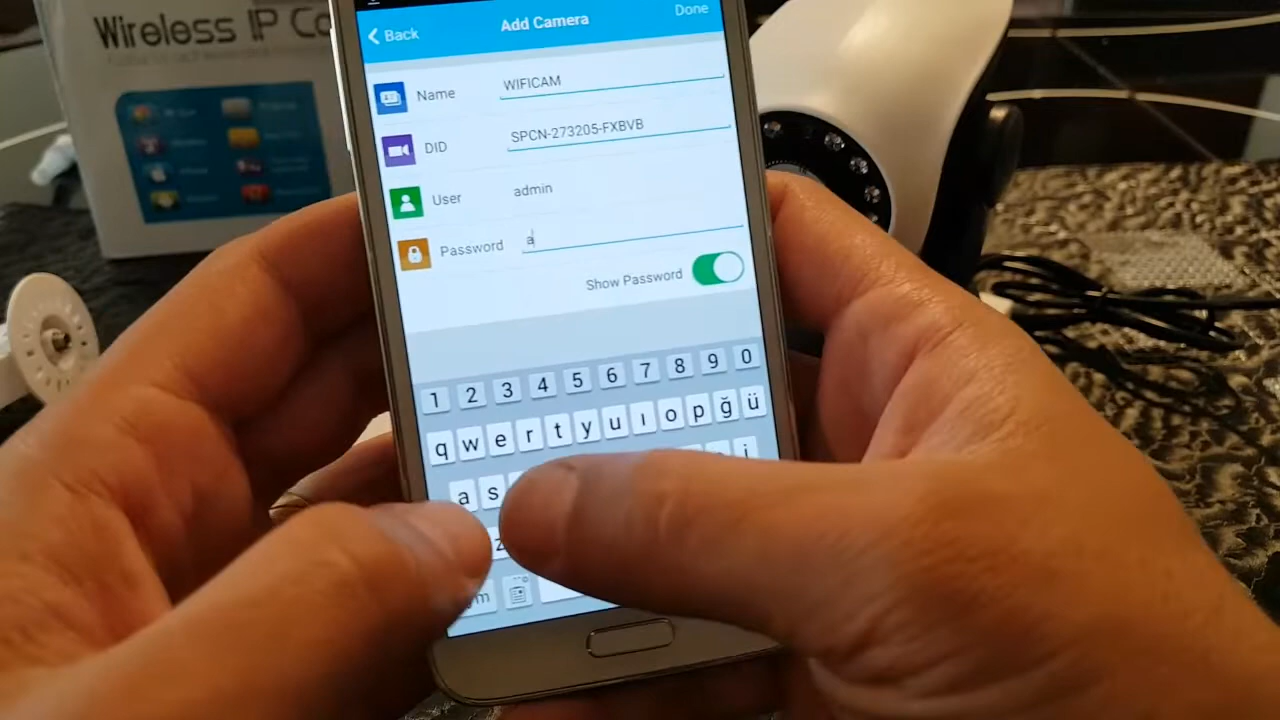 Wireless IP Ca
Back Add Camera Done
Name WIFICAM
DID SPCN-273205-FXBVB
User admin
Password a
Show Password
1 2 3 4 5 6 7 8 9 0
q w e r t y u ı o p ğ ü
a s i
z
m